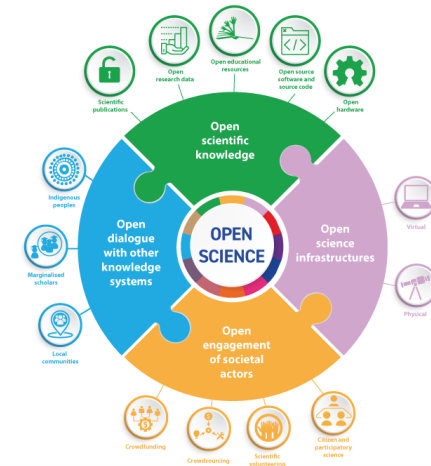 Open educational
resources
Open
research data
Open source
software and
source code
Scientific
publications
Open
hardware
Open
scientific
knowledge
Indigenous
peoples
Open
dialogue
with other
knowledge
systems
OPEN
SCIENCE
Open
science
infrastructures
Virtual
Marginalised
scholars
Physical
Local
communities
Open
engagement
of societal
actors
Crowdfunding
Crowdsourcing
Scientific
volunteering
Citizen and
participatory
science